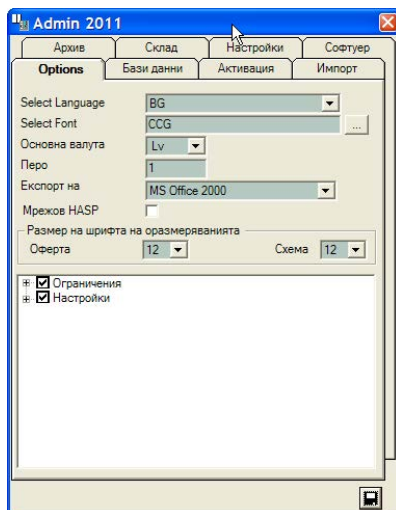 Admin 2011
Архив Склад Настройки Софтуер
Options Бази данни Активация Импорт
Select Language BG
Select Font CCG ...
Основна валута Lv
Перо 1
Експорт на MS Office 2000
Мрежов HASP
Размер на шрифта на оразмеряванията
Оферта 12 Схема 12
Ограничения
Настройки